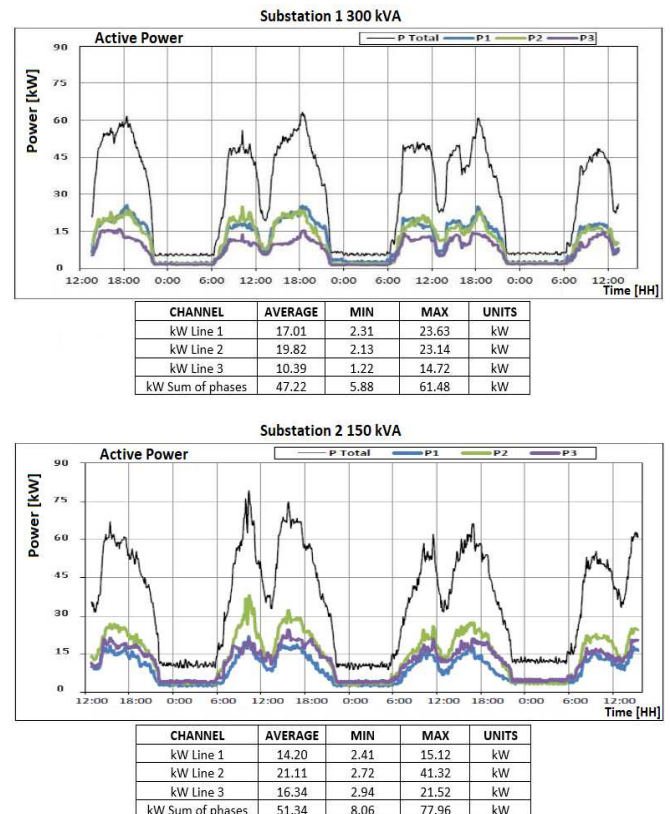 Substation 1 300 kVA
Active Power
P Total P1 P2 P3
Power [kW]
90
75
60
45
30
15
0
12:00 18:00 0:00 6:00 12:00 18:00 0:00 6:00 12:00 18:00 0:00 6:00 12:00
Time [HH]
CHANNEL AVERAGE MIN MAX UNITS
kW Line 1 17.01 2.31 23.63 kW
kW Line 2 19.82 2.13 23.14 kW
kW Line 3 10.39 1.22 14.72 kW
kW Sum of phases 47.22 5.88 61.48 kW
Substation 2 150 kVA
Active Power
P Total P1 P2 P3
Power [kW]
90
75
60
45
30
15
0
12:00 18:00 0:00 6:00 12:00 18:00 0:00 6:00 12:00 18:00 0:00 6:00 12:00
Time [HH]
CHANNEL AVERAGE MIN MAX UNITS
kW Line 1 14.20 2.41 15.12 kW
kW Line 2 21.11 2.72 41.32 kW
kW Line 3 16.34 2.94 21.52 kW
kW Sum of phases 51.34 8.06 77.96 kW